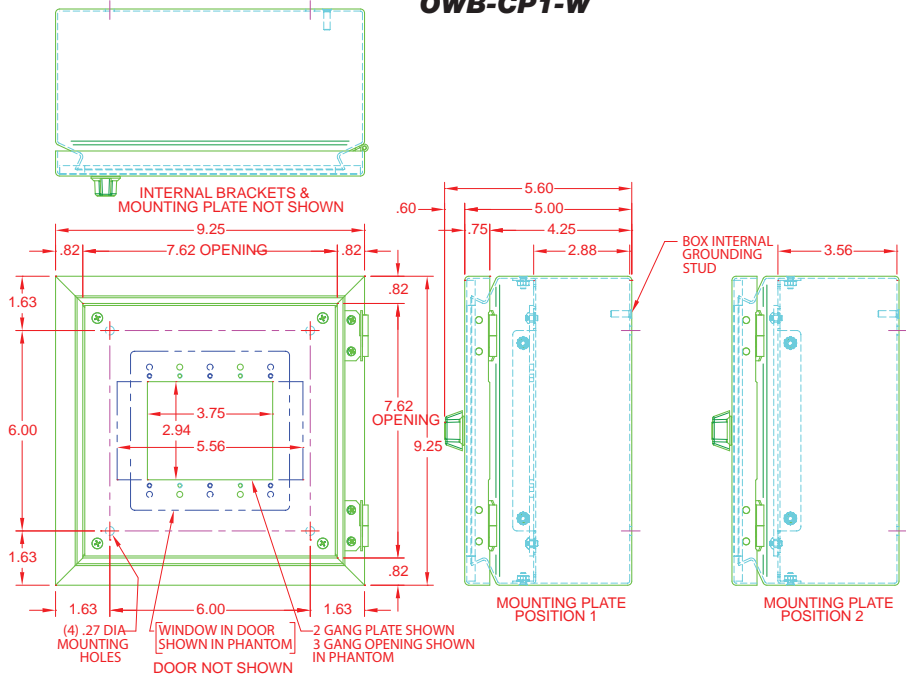 OWB-CP1-W
INTERNAL BRACKETS &
MOUNTING PLATE NOT SHOWN
9.25
.82
7.62 OPENING
.82
1.63
.82
6.00
7.62
OPENING
9.25
3.75
2.94
5.56
1.63
.82
1.63
6.00
1.63
(4) .27 DIA
MOUNTING
HOLES
WINDOW IN DOOR
SHOWN IN PHANTOM
2 GANG PLATE SHOWN
3 GANG OPENING SHOWN
IN PHANTOM
DOOR NOT SHOWN
5.60
.60
5.00
.75
4.25
2.88
BOX INTERNAL
GROUNDING
STUD
MOUNTING PLATE
POSITION 1
3.56
MOUNTING PLATE
POSITION 2